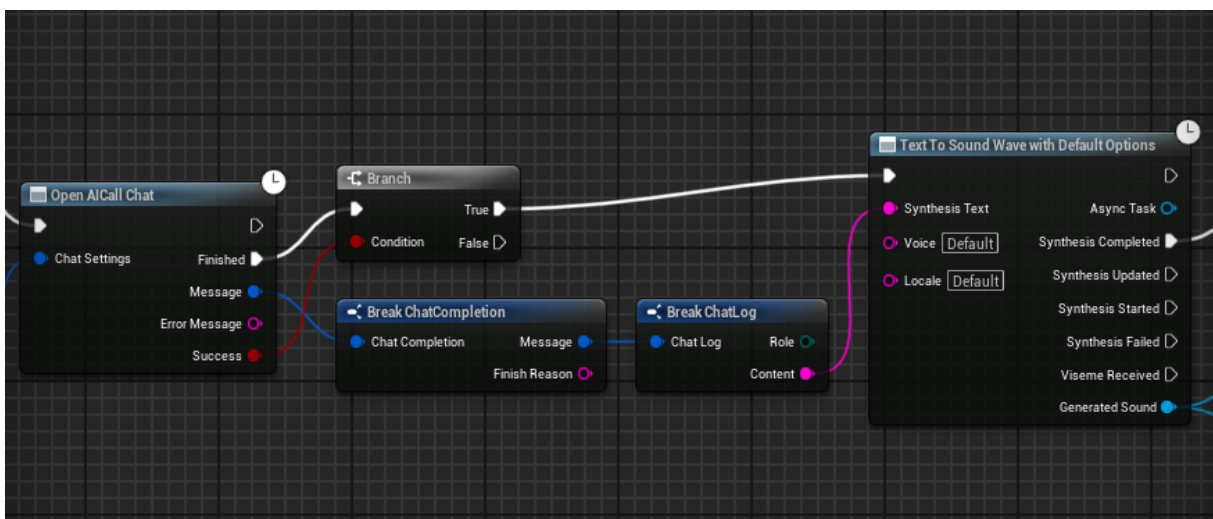 Open AICall Chat
Chat Settings
Finished
Message
Error Message
Success
Branch
True
Condition
False
Break ChatCompletion
Chat Completion
Message
Finish Reason
Break ChatLog
Chat Log
Role
Content
Text To Sound Wave with Default Options
Synthesis Text
Async Task
Voice Default
Synthesis Completed
Locale Default
Synthesis Updated
Synthesis Started
Synthesis Failed
Viseme Received
Generated Sound